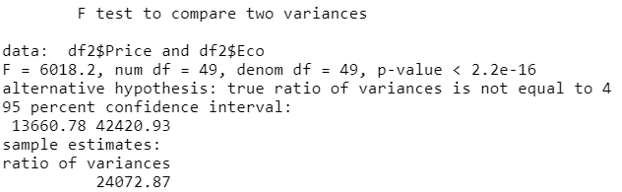 F test to compare two variances
data:  df2$Price and df2$Eco
F = 6018.2, num df = 49, denom df = 49, p-value < 2.2e-16
alternative hypothesis: true ratio of variances is not equal to 4
95 percent confidence interval:
13660.78 42420.93
sample estimates:
ratio of variances
24072.87